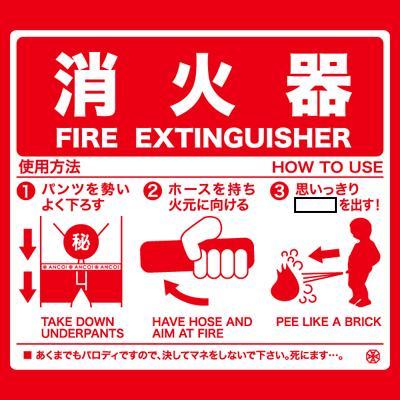 消火器
FIRE EXTINGUISHER
使用方法 HOW TO USE
1 パンツを勢い
よく下ろす
秘
※ANCO!※ANCO!※
TAKE DOWN
UNDERPANTS
2 ホースを持ち
火元に向ける
HAVE HOSE AND
AIM AT FIRE
3 思いっきり
を出す!
PEE LIKE A BRICK
■ あくまでもパロディですので、決してマネをしないで下さい。死にます…。